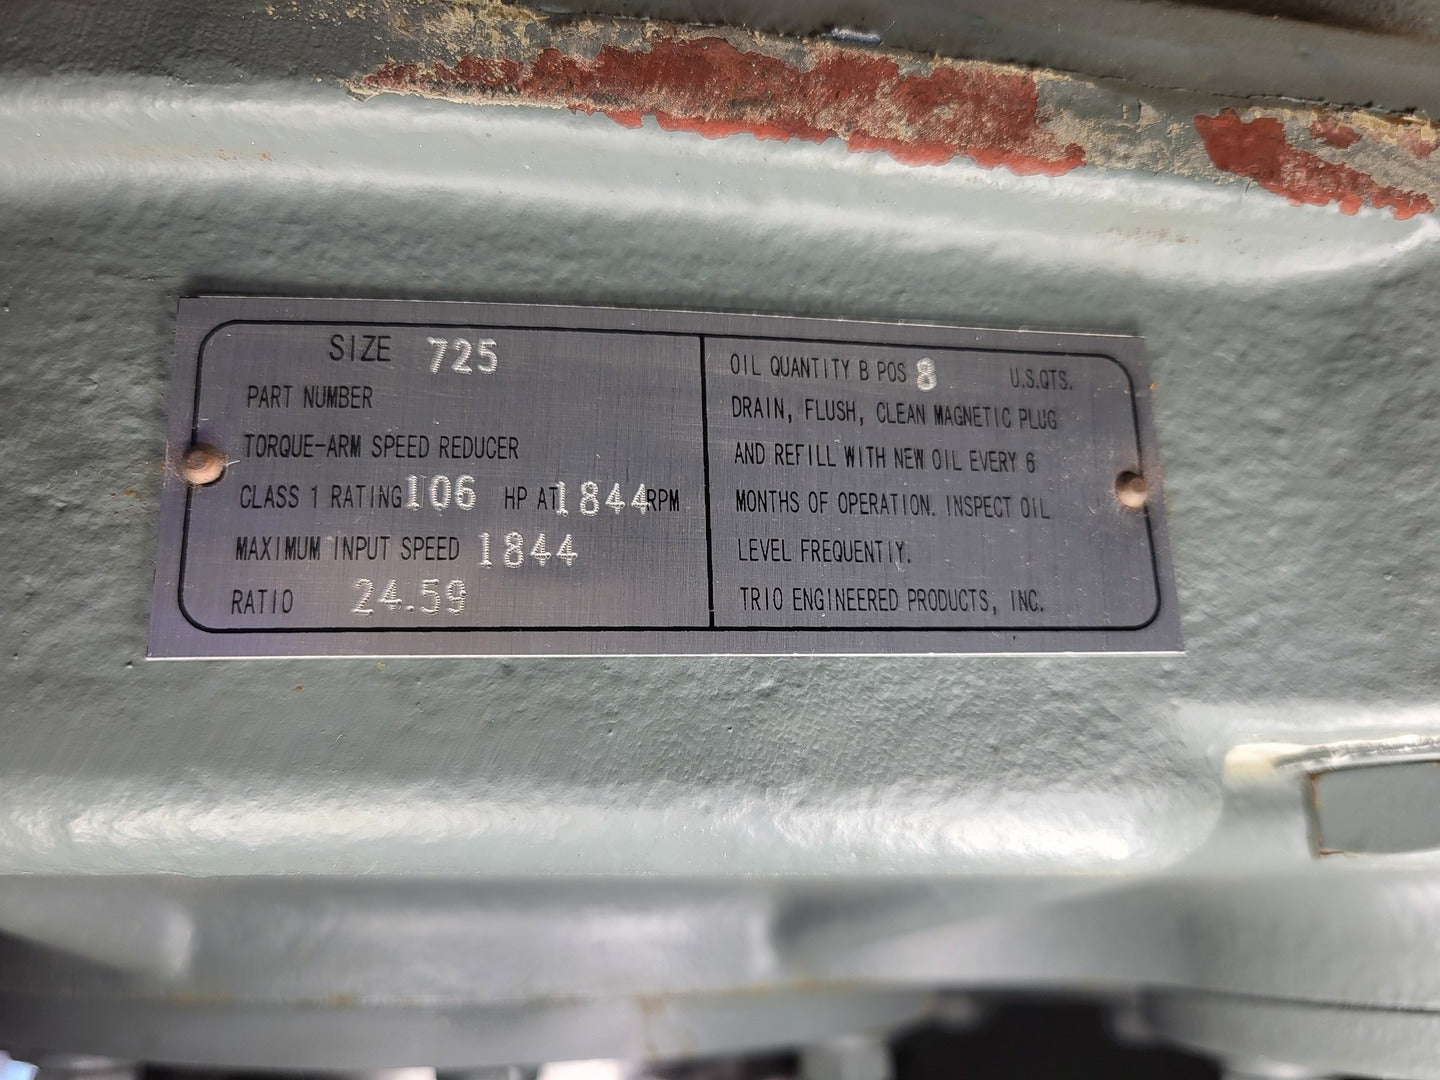 SIZE 725
PART NUMBER
TORQUE-ARM SPEED REDUCER
CLASS 1 RATING 106 HP AT 1844 RPM
MAXIMUM INPUT SPEED 1844
RATIO 24.59
OIL QUANTITY B POS 8 U.S.QTS.
DRAIN, FLUSH, CLEAN MAGNETIC PLUG
AND REFILL WITH NEW OIL EVERY 6
MONTHS OF OPERATION. INSPECT OIL
LEVEL FREQUENTIY.
TRIO ENGINEERED PRODUCTS, INC.